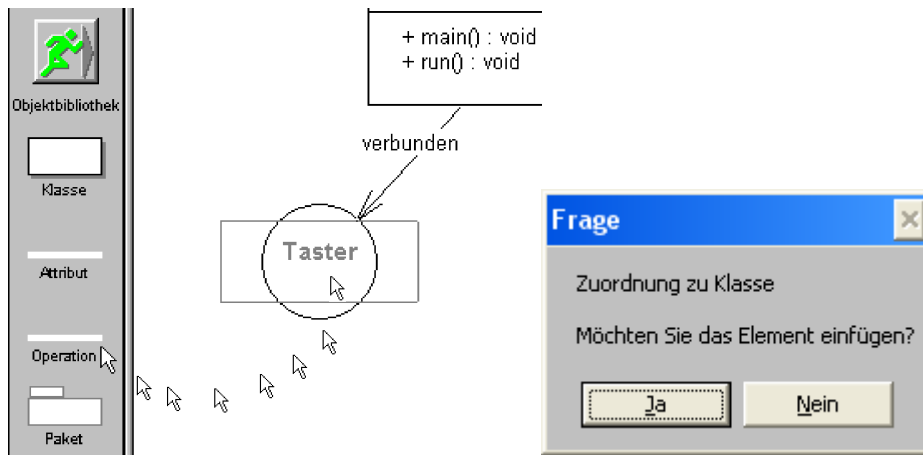 Objektbibliothek
Klasse
Attribut
Operation
Paket
+ main() : void
+ run() : void
verbunden
Taster
Frage
Zuordnung zu Klasse
Möchten Sie das Element einfügen?
Ja
Nein